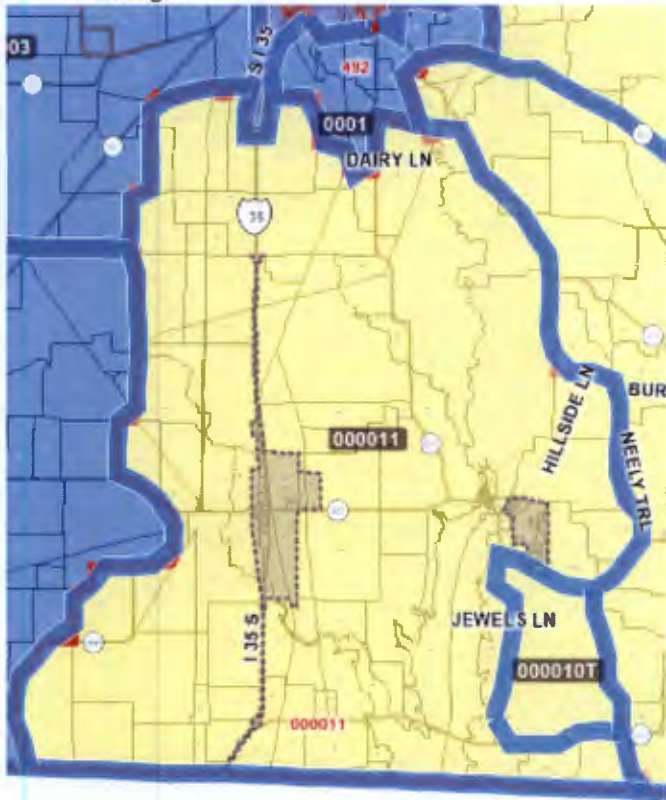 S I 35
03
492
0001
DAIRY LN
35
HILLSIDE LN
BUR
000011
NEELY TRL
JEWELS LN
I 35 S
000010T
000011